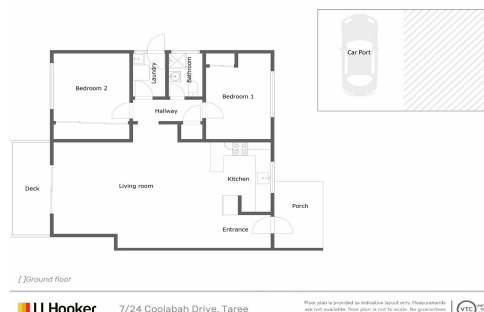 Car Port
Laundry
Bathroom
Bedroom 2
Bedroom 1
Hallway
Deck
Living room
Kitchen
Porch
Entrance
[ ]Ground floor
Hooker
7/24 Coolabah Drive, Taree
Floor plan is provided as indicative layout only. Measurements
are not available, floor plan is not to scale. No guarantees
VTC